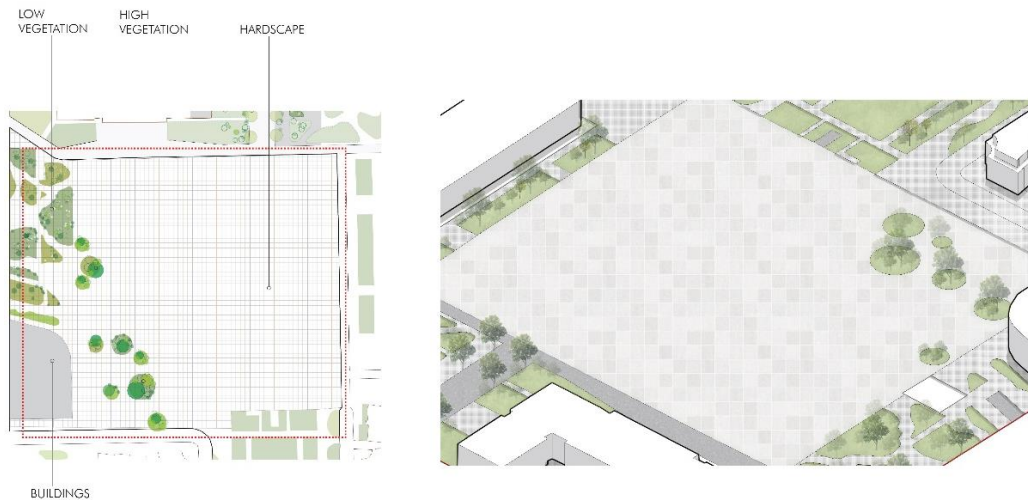 LOW
VEGETATION
HIGH
VEGETATION
HARDSCAPE
BUILDINGS